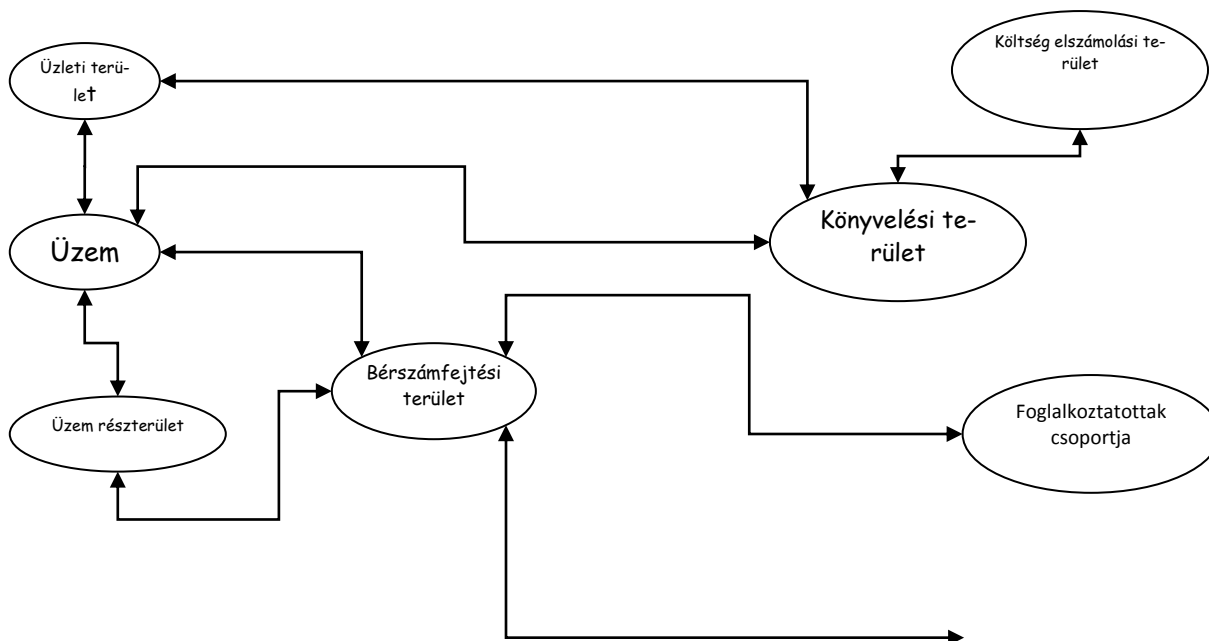 Üzleti terü-
let
Költség elszámolási te-
rület
Üzem
Könyvelési te-
rület
Bérszámfejtési
terület
Üzem részterület
Foglalkoztatottak
csoportja